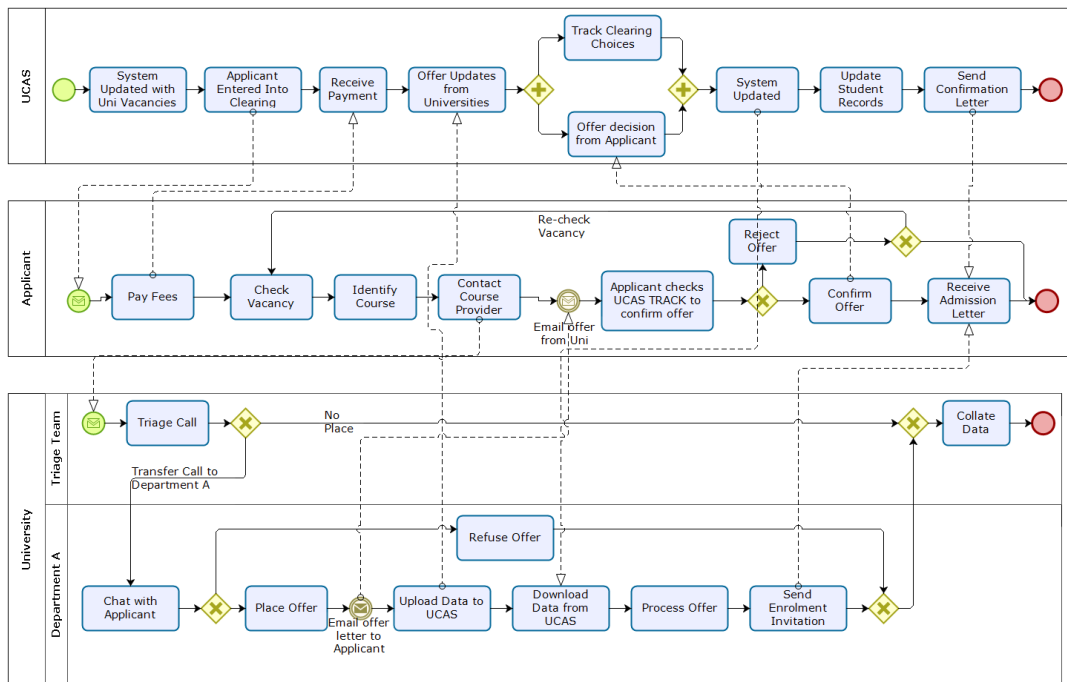 UCAS
System
Updated with
Uni Vacancies
Applicant
Entered Into
Clearing
Receive
Payment
Offer Updates
from
Universities
Track Clearing
Choices
Offer decision
from Applicant
System
Updated
Update
Student
Records
Send
Confirmation
Letter
Applicant
Pay Fees
Check
Vacancy
Identify
Course
Contact
Course
Provider
Email Offer
from Uni
Applicant checks
UCAS TRACK to
confirm offer
Re-check
Vacancy
Reject
Offer
Confirm
Offer
Receive
Admission
Letter
University
Triage Team
Triage Call
No
Place
Transfer Call to
Department A
Collate
Data
Department A
Chat with
Applicant
Refuse Offer
Place Offer
Email offer
letter to
Applicant
Upload Data to
UCAS
Download
Data from
UCAS
Process Offer
Send
Enrolment
Invitation